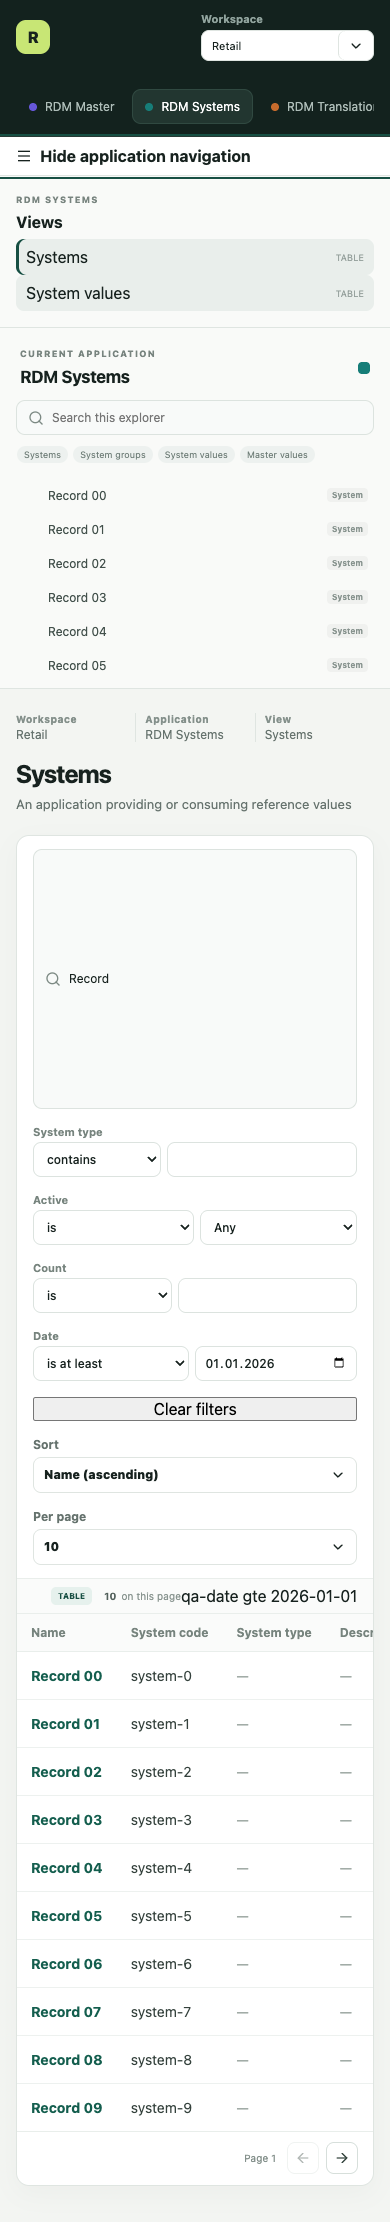 Workspace
R
Retail
RDM Master
RDM Systems
RDM Translation
Hide application navigation
RDM SYSTEMS
Views
Systems TABLE
System values TABLE
CURRENT APPLICATION
RDM Systems
Search this explorer
Systems System groups System values Master values
Record 00 System
Record 01 System
Record 02 System
Record 03 System
Record 04 System
Record 05 System
Workspace Application View
Retail RDM Systems Systems
Systems
An application providing or consuming reference values
Record
System type
contains
Active
is Any
Count
is
Date
is at least 01.01.2026
Clear filters
Sort
Name (ascending)
Per page
10
TABLE 10 on this page qa-date gte 2026-01-01
Name System code System type Descr
Record 00 system-0 — —
Record 01 system-1 — —
Record 02 system-2 — —
Record 03 system-3 — —
Record 04 system-4 — —
Record 05 system-5 — —
Record 06 system-6 — —
Record 07 system-7 — —
Record 08 system-8 — —
Record 09 system-9 — —
Page 1